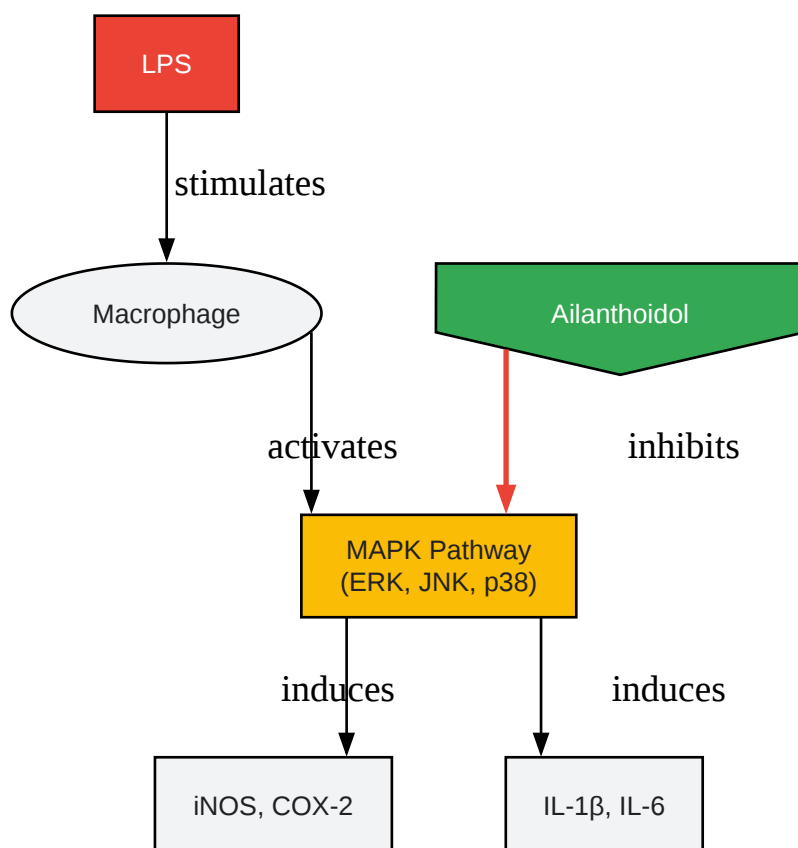 LPS
stimulates
Macrophage
Ailanthoidol
activates
inhibits
MAPK Pathway
(ERK, JNK, p38)
induces
induces
iNOS, COX-2
IL-1β, IL-6